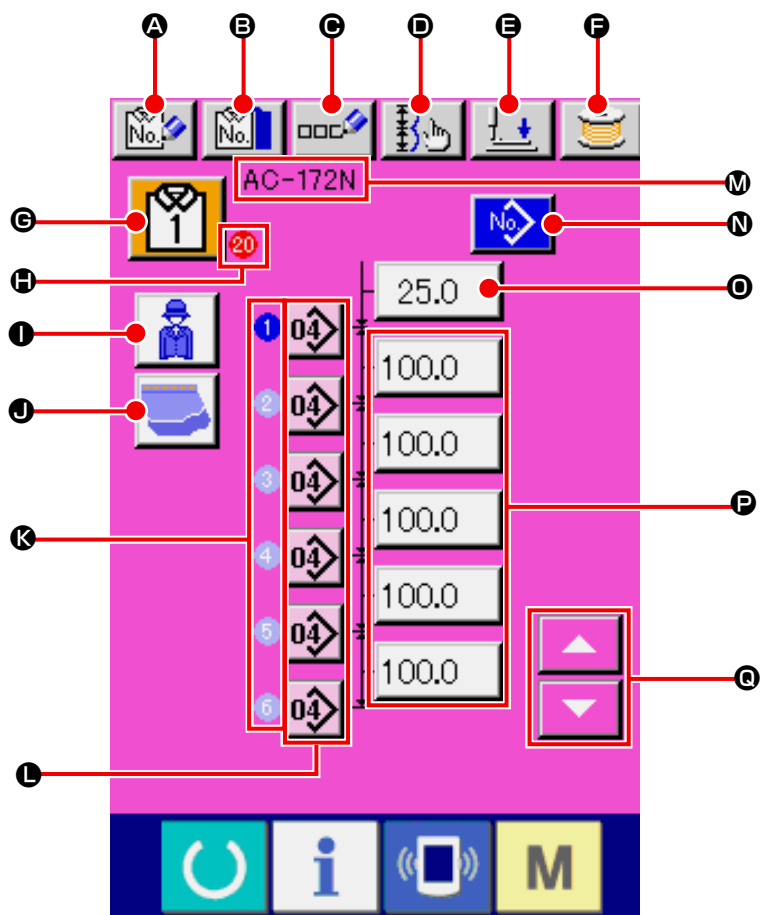 A B C D E F
No. No.
AC-172N M
G 1 No. N
20
H 25.0 O
I 1 04
100.0
J 2 04
100.0
3 04
100.0 P
K 4 04
100.0
5 04
100.0 Q
6 04
L
i M